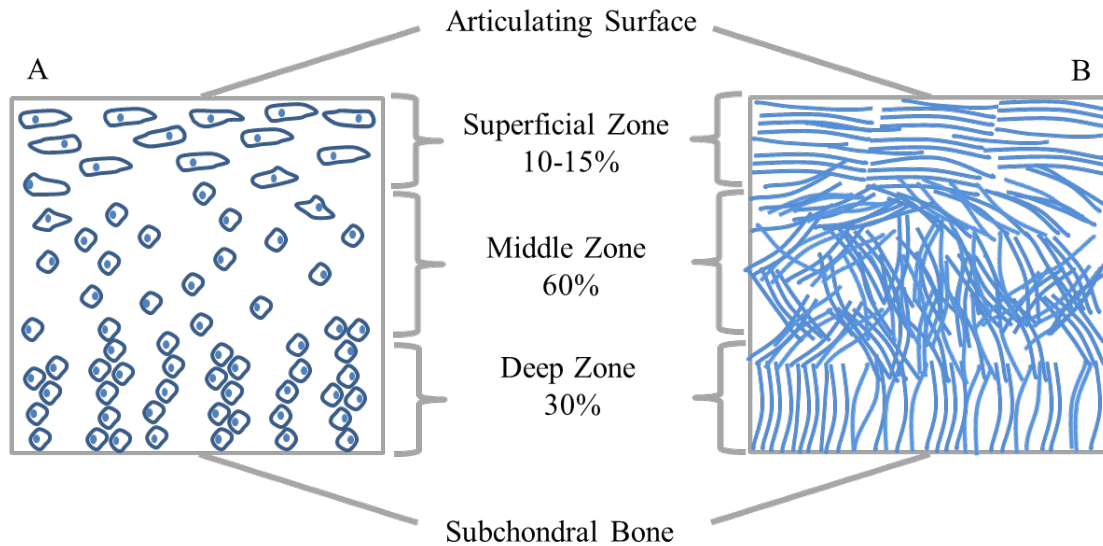 Articulating Surface
A
B
Superficial Zone
10-15%
Middle Zone
60%
Deep Zone
30%
Subchondral Bone